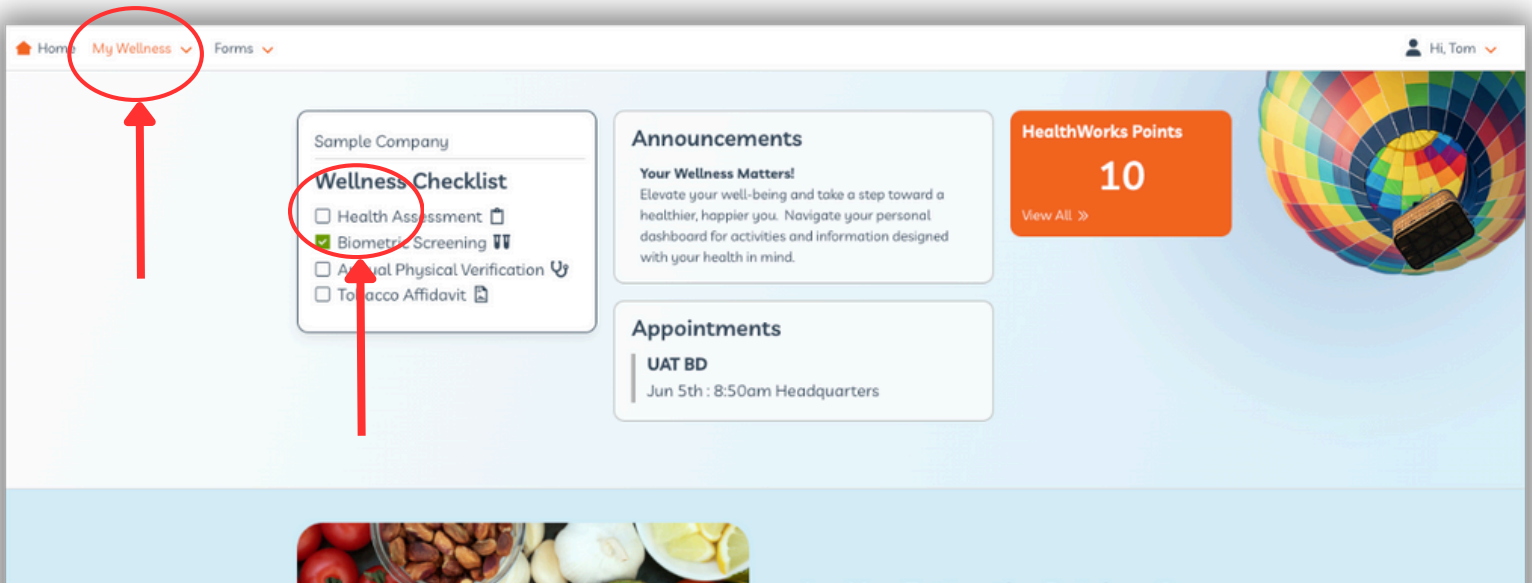 Home My Wellness Forms Hi, Tom
Sample Company
Wellness Checklist
Health Assessment
Biometric Screening
Annual Physical Verification
Tobacco Affidavit
Announcements
Your Wellness Matters!
Elevate your well-being and take a step toward a
healthier, happier you. Navigate your personal
dashboard for activities and information designed
with your health in mind.
Appointments
UAT BD
Jun 5th : 8:50am Headquarters
HealthWorks Points
10
View All »